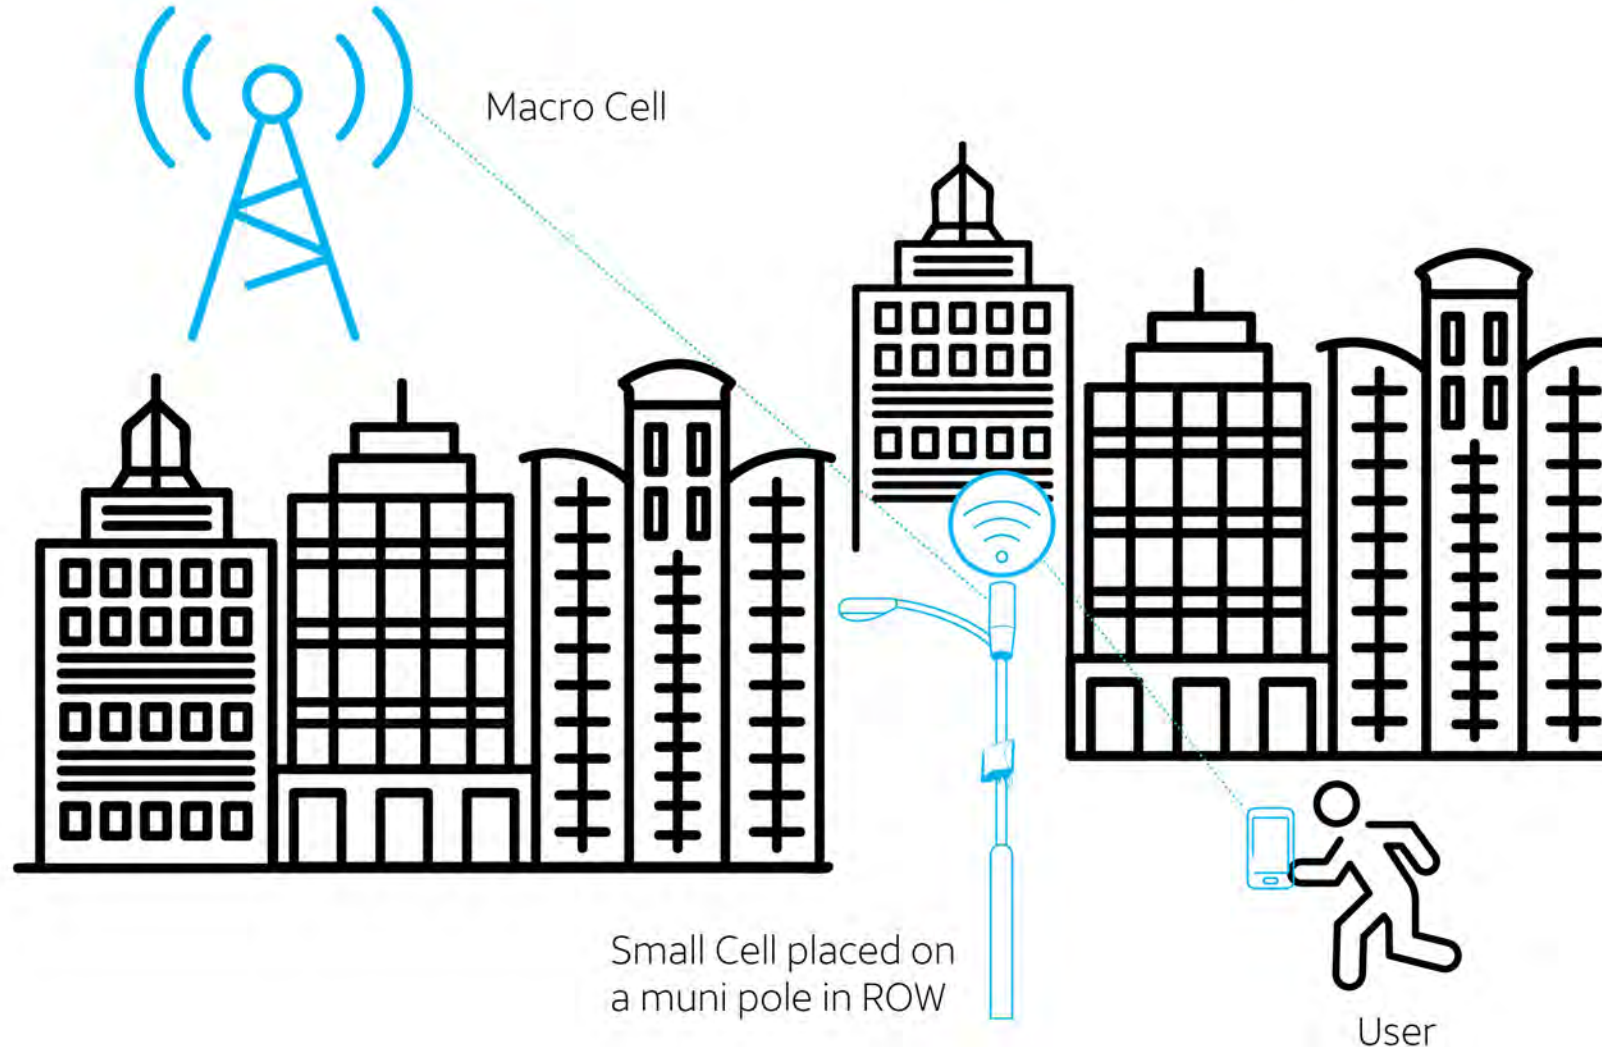 Macro Cell
Small Cell placed on
a muni pole in ROW
User